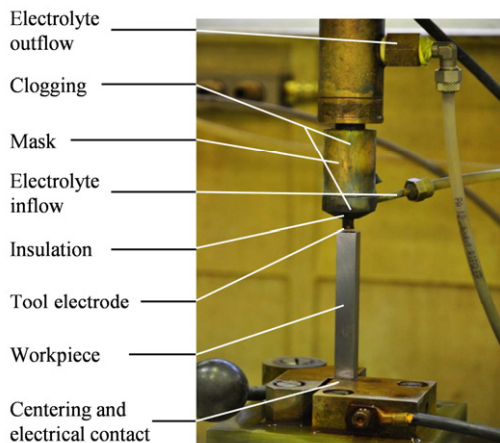 Electrolyte
outflow
Clogging
Mask
Electrolyte
inflow
Insulation
Tool electrode
Workpiece
Centering and
electrical contact